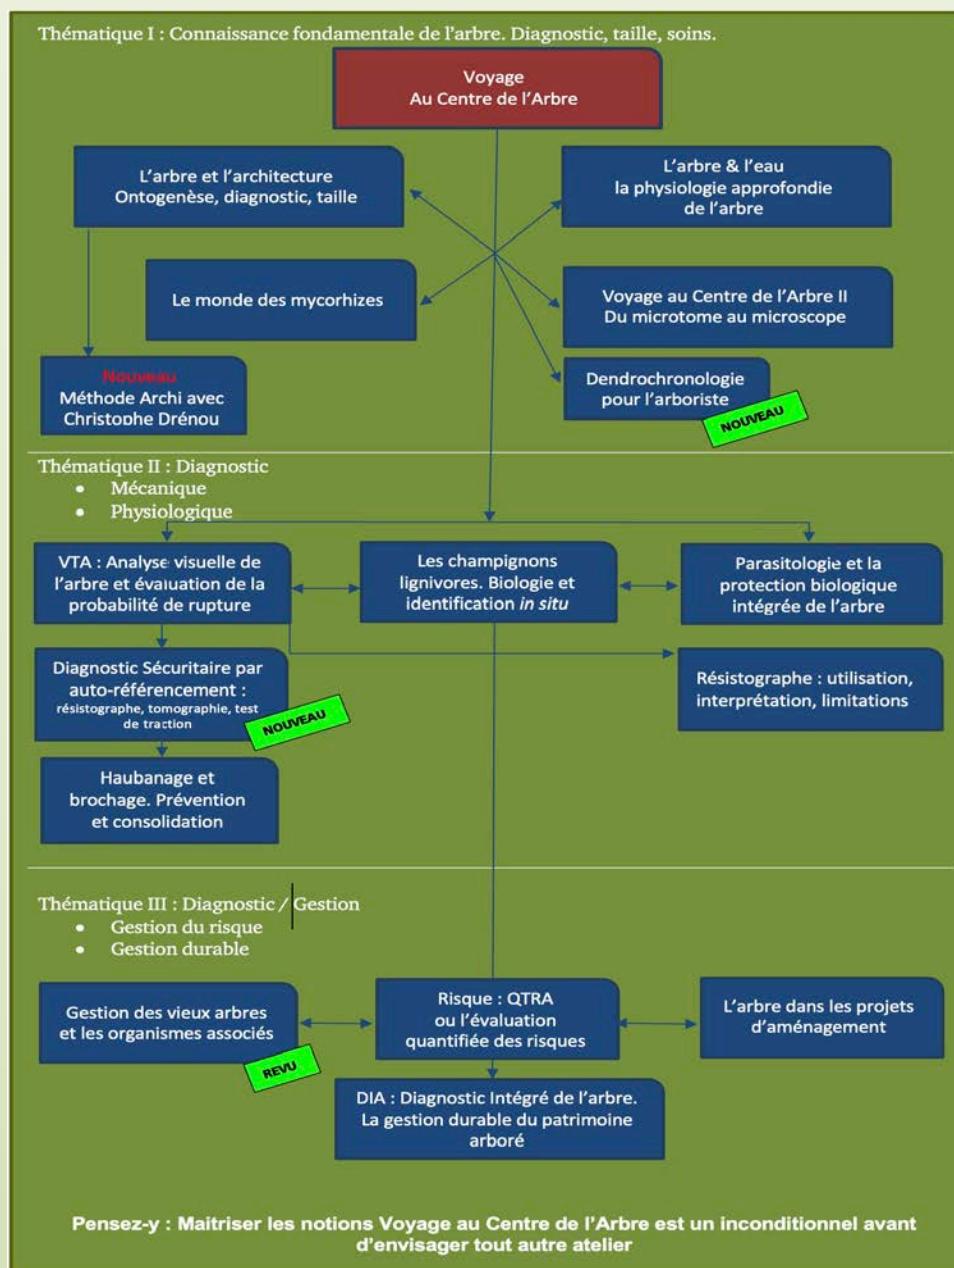 Thématique I : Connaissance fondamentale de l'arbre. Diagnostic, taille, soins.
Voyage
Au Centre de l'Arbre
L'arbre et l'architecture
Ontogenèse, diagnostic, taille
L'arbre & l'eau
la physiologie approfondie
de l'arbre
Le monde des mycorhizes
Voyage au Centre de l'Arbre II
Du microtome au microscope
Nouveau
Méthode Archi avec
Christophe Drénou
Dendrochronologie
pour l'arboriste
NOUVEAU
Thématique II : Diagnostic
• Mécanique
• Physiologique
VTA : Analyse visuelle de
l'arbre et évaluation de la
probabilité de rupture
Les champignons
lignivores. Biologie et
identification in situ
Parasitologie et la
protection biologique
intégrée de l'arbre
Diagnostic Sécuritaire par
auto-référencement :
résistographe, tomographie, test
de traction
NOUVEAU
Résistographe : utilisation,
interprétation, limitations
Haubanage et
brochage. Prévention
et consolidation
Thématique III : Diagnostic / Gestion
• Gestion du risque
• Gestion durable
Gestion des vieux arbres
et les organismes associés
REVU
Risque : QTRA
ou l'évaluation
quantifiée des risques
L'arbre dans les projets
d'aménagement
DIA : Diagnostic Intégré de l'arbre.
La gestion durable du patrimoine
arboré
Pensez-y : Maitriser les notions Voyage au Centre de l'Arbre est un inconditionnel avant
d'envisager tout autre atelier